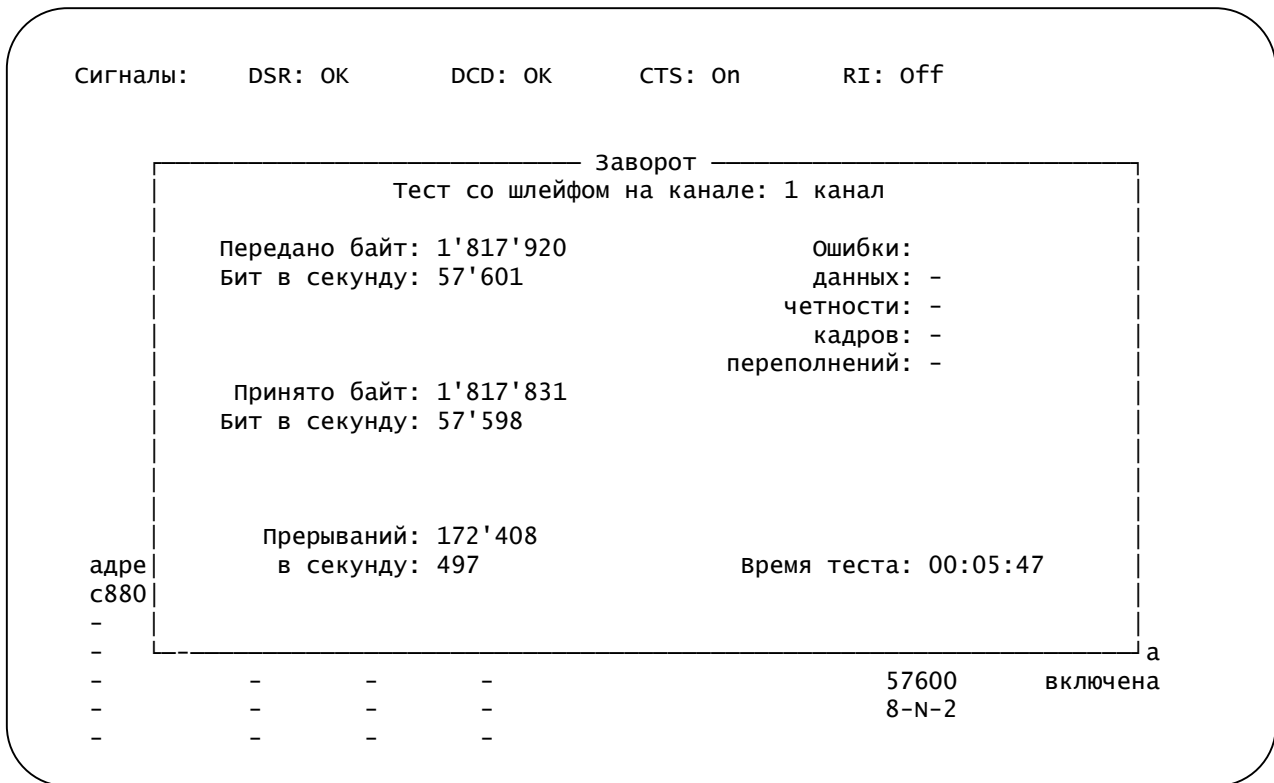 Сигналы: DSR: OK DCD: OK CTS: On RI: Off
Заворот
Тест со шлейфом на канале: 1 канал
Передано байт: 1'817'920 Ошибки:
Бит в секунду: 57'601 данных: -
четности: -
кадров: -
переполнений: -
Принято байт: 1'817'831
Бит в секунду: 57'598
Прерываний: 172'408
адре в секунду: 497 Время теста: 00:05:47
с880
-
- - а
- - - - 57600 включена
- - - - 8-N-2
- - - -